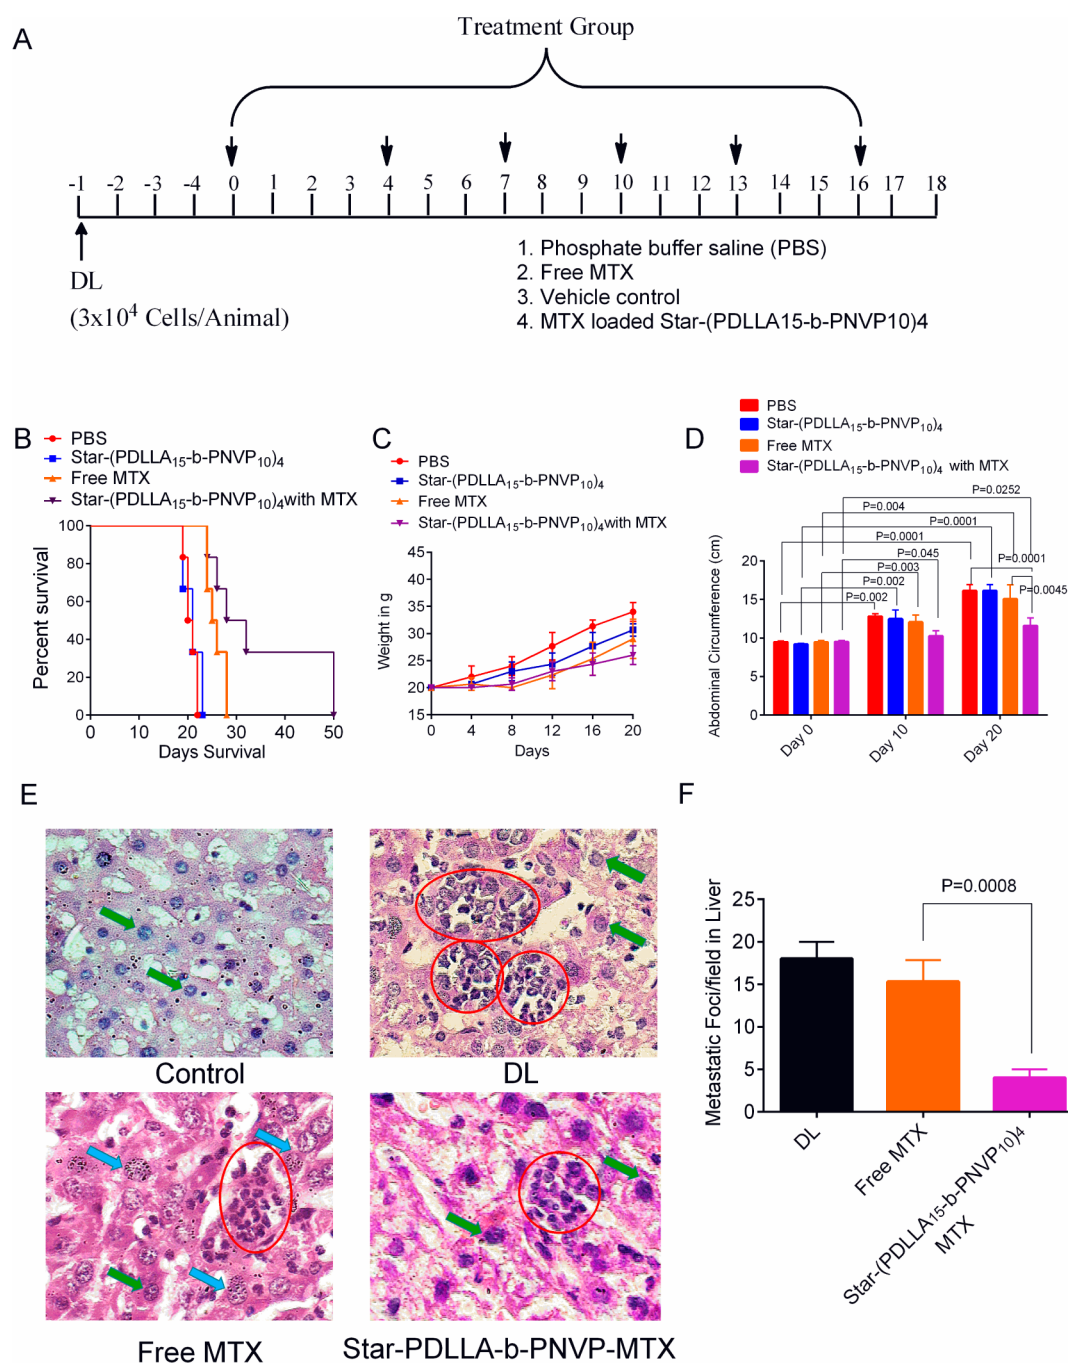 A
Treatment Group
-1 -2 -3 -4 0 1 2 3 4 5 6 7 8 9 10 11 12 13 14 15 16 17 18
DL
(3x10⁴ Cells/Animal)
1. Phosphate buffer saline (PBS)
2. Free MTX
3. Vehicle control
4. MTX loaded Star-(PDLLA15-b-PNVP10)4
B
PBS
Star-(PDLLA₁₅-b-PNVP₁₀)₄
Free MTX
Star-(PDLLA₁₅-b-PNVP₁₀)₄with MTX
Percent survival
100
80
60
40
20
0
0 10 20 30 40 50
Days Survival
C
PBS
Star-(PDLLA₁₅-b-PNVP₁₀)₄
Free MTX
Star-(PDLLA₁₅-b-PNVP₁₀)₄with MTX
Weight in g
45
40
35
30
25
20
15
0 4 8 12 16 20
Days
D
PBS
Star-(PDLLA₁₅-b-PNVP₁₀)₄
Free MTX
Star-(PDLLA₁₅-b-PNVP₁₀)₄ with MTX
P=0.0252
P=0.004
P=0.0001
P=0.0001
P=0.045
P=0.003
P=0.002
P=0.002
P=0.0001
P=0.0045
Abdominal Circumference (cm)
20
15
10
5
0
Day 0
Day 10
Day 20
E
Control
DL
Free MTX
Star-PDLLA-b-PNVP-MTX
F
P=0.0008
Metastatic Foci/field in Liver
25
20
15
10
5
0
DL
Free MTX
Star-(PDLLA₁₅-b-PNVP₁₀)₄
MTX